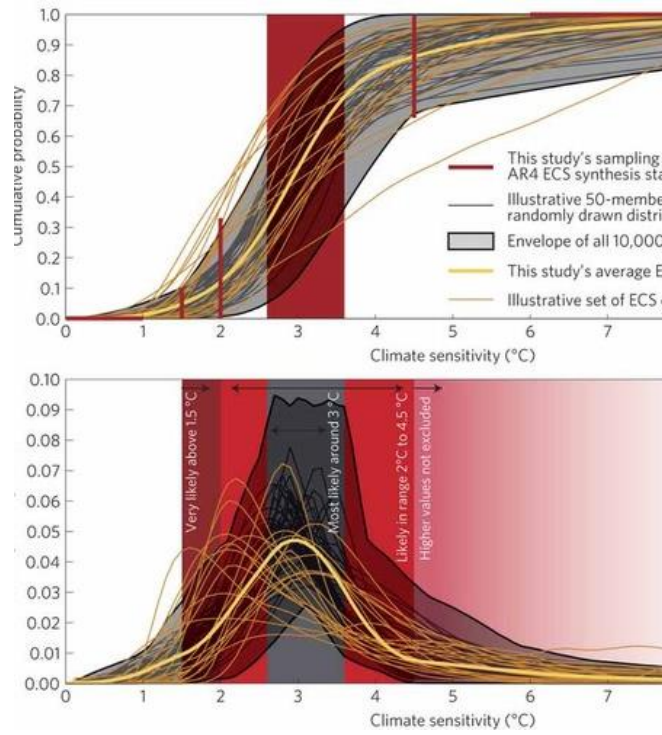 1.0
0.9
0.8
0.7
0.6
0.5
0.4
0.3
0.2
0.1
0.0
Cumulative probability
This study's sampling
AR4 ECS synthesis sta
Illustrative 50-membe
randomly drawn distri
Envelope of all 10,000
This study's average E
Illustrative set of ECS
0 1 2 3 4 5 6 7
Climate sensitivity (°C)
0.10
0.09
0.08
0.07
0.06
0.05
0.04
0.03
0.02
0.01
0.00
Very likely above 1.5 °C
Most likely around 3 °C
Likely in range 2°C to 4.5 °C
Higher values not excluded
0 1 2 3 4 5 6 7
Climate sensitivity (°C)